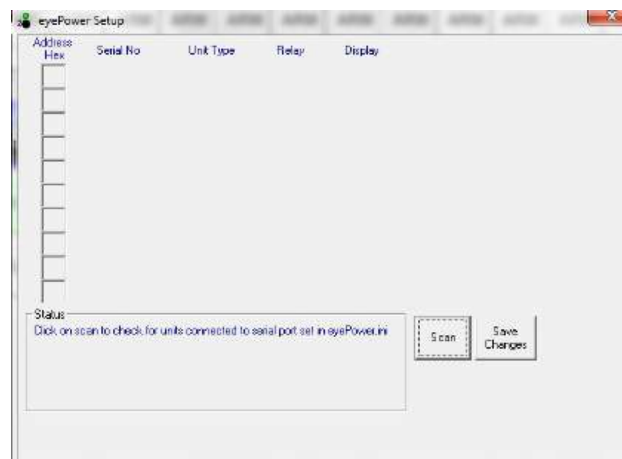 eyePower Setup
Address
Hex
Serial No
Unit Type
Relay
Display
Status
Click on scan to check for units connected to serial port set in eyePower.ini
Scan
Save
Changes